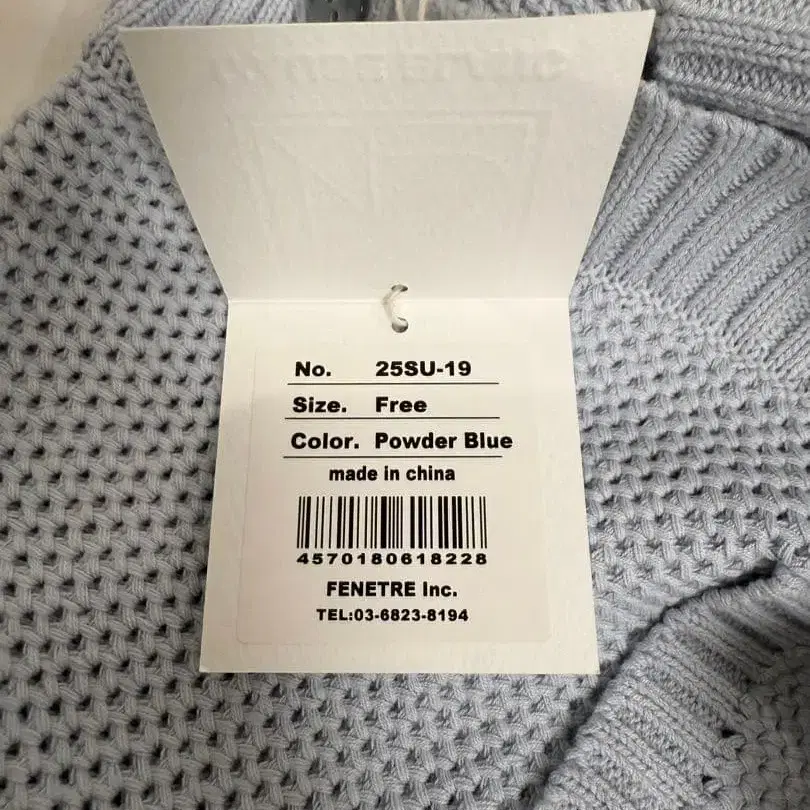 No. 25SU-19
Size. Free
Color. Powder Blue
made in china
4570180618228
FENETRE Inc.
TEL:03-6823-8194